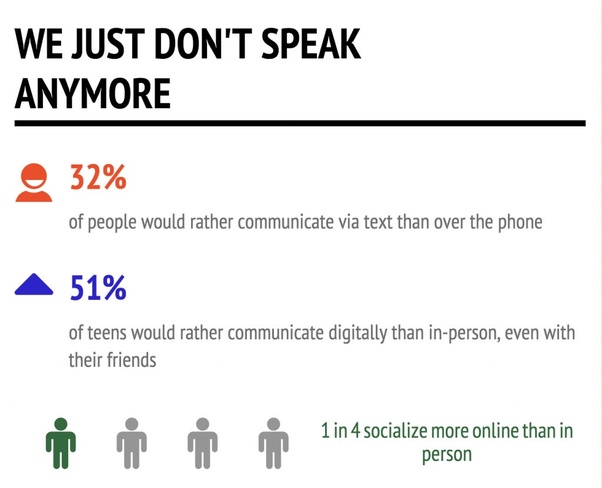 WE JUST DON'T SPEAK
ANYMORE
32%
of people would rather communicate via text than over the phone
51%
of teens would rather communicate digitally than in-person, even with
their friends
1 in 4 socialize more online than in
person